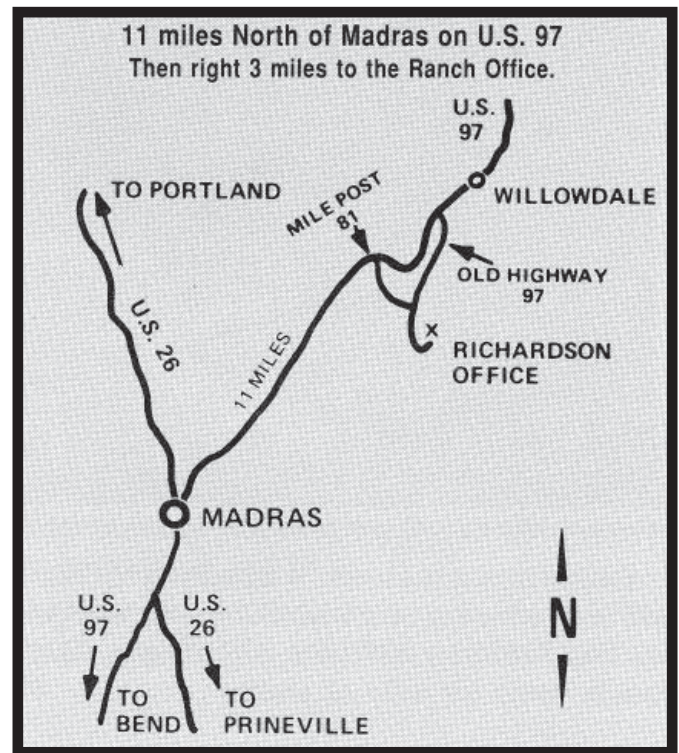 11 miles North of Madras on U.S. 97
Then right 3 miles to the Ranch Office.
U.S.
97
TO PORTLAND
MILE POST
81
WILLOWDALE
OLD HIGHWAY
97
U.S. 26
11 MILES
X
RICHARDSON
OFFICE
MADRAS
U.S.
97
U.S.
26
N
TO
BEND
TO
PRINEVILLE